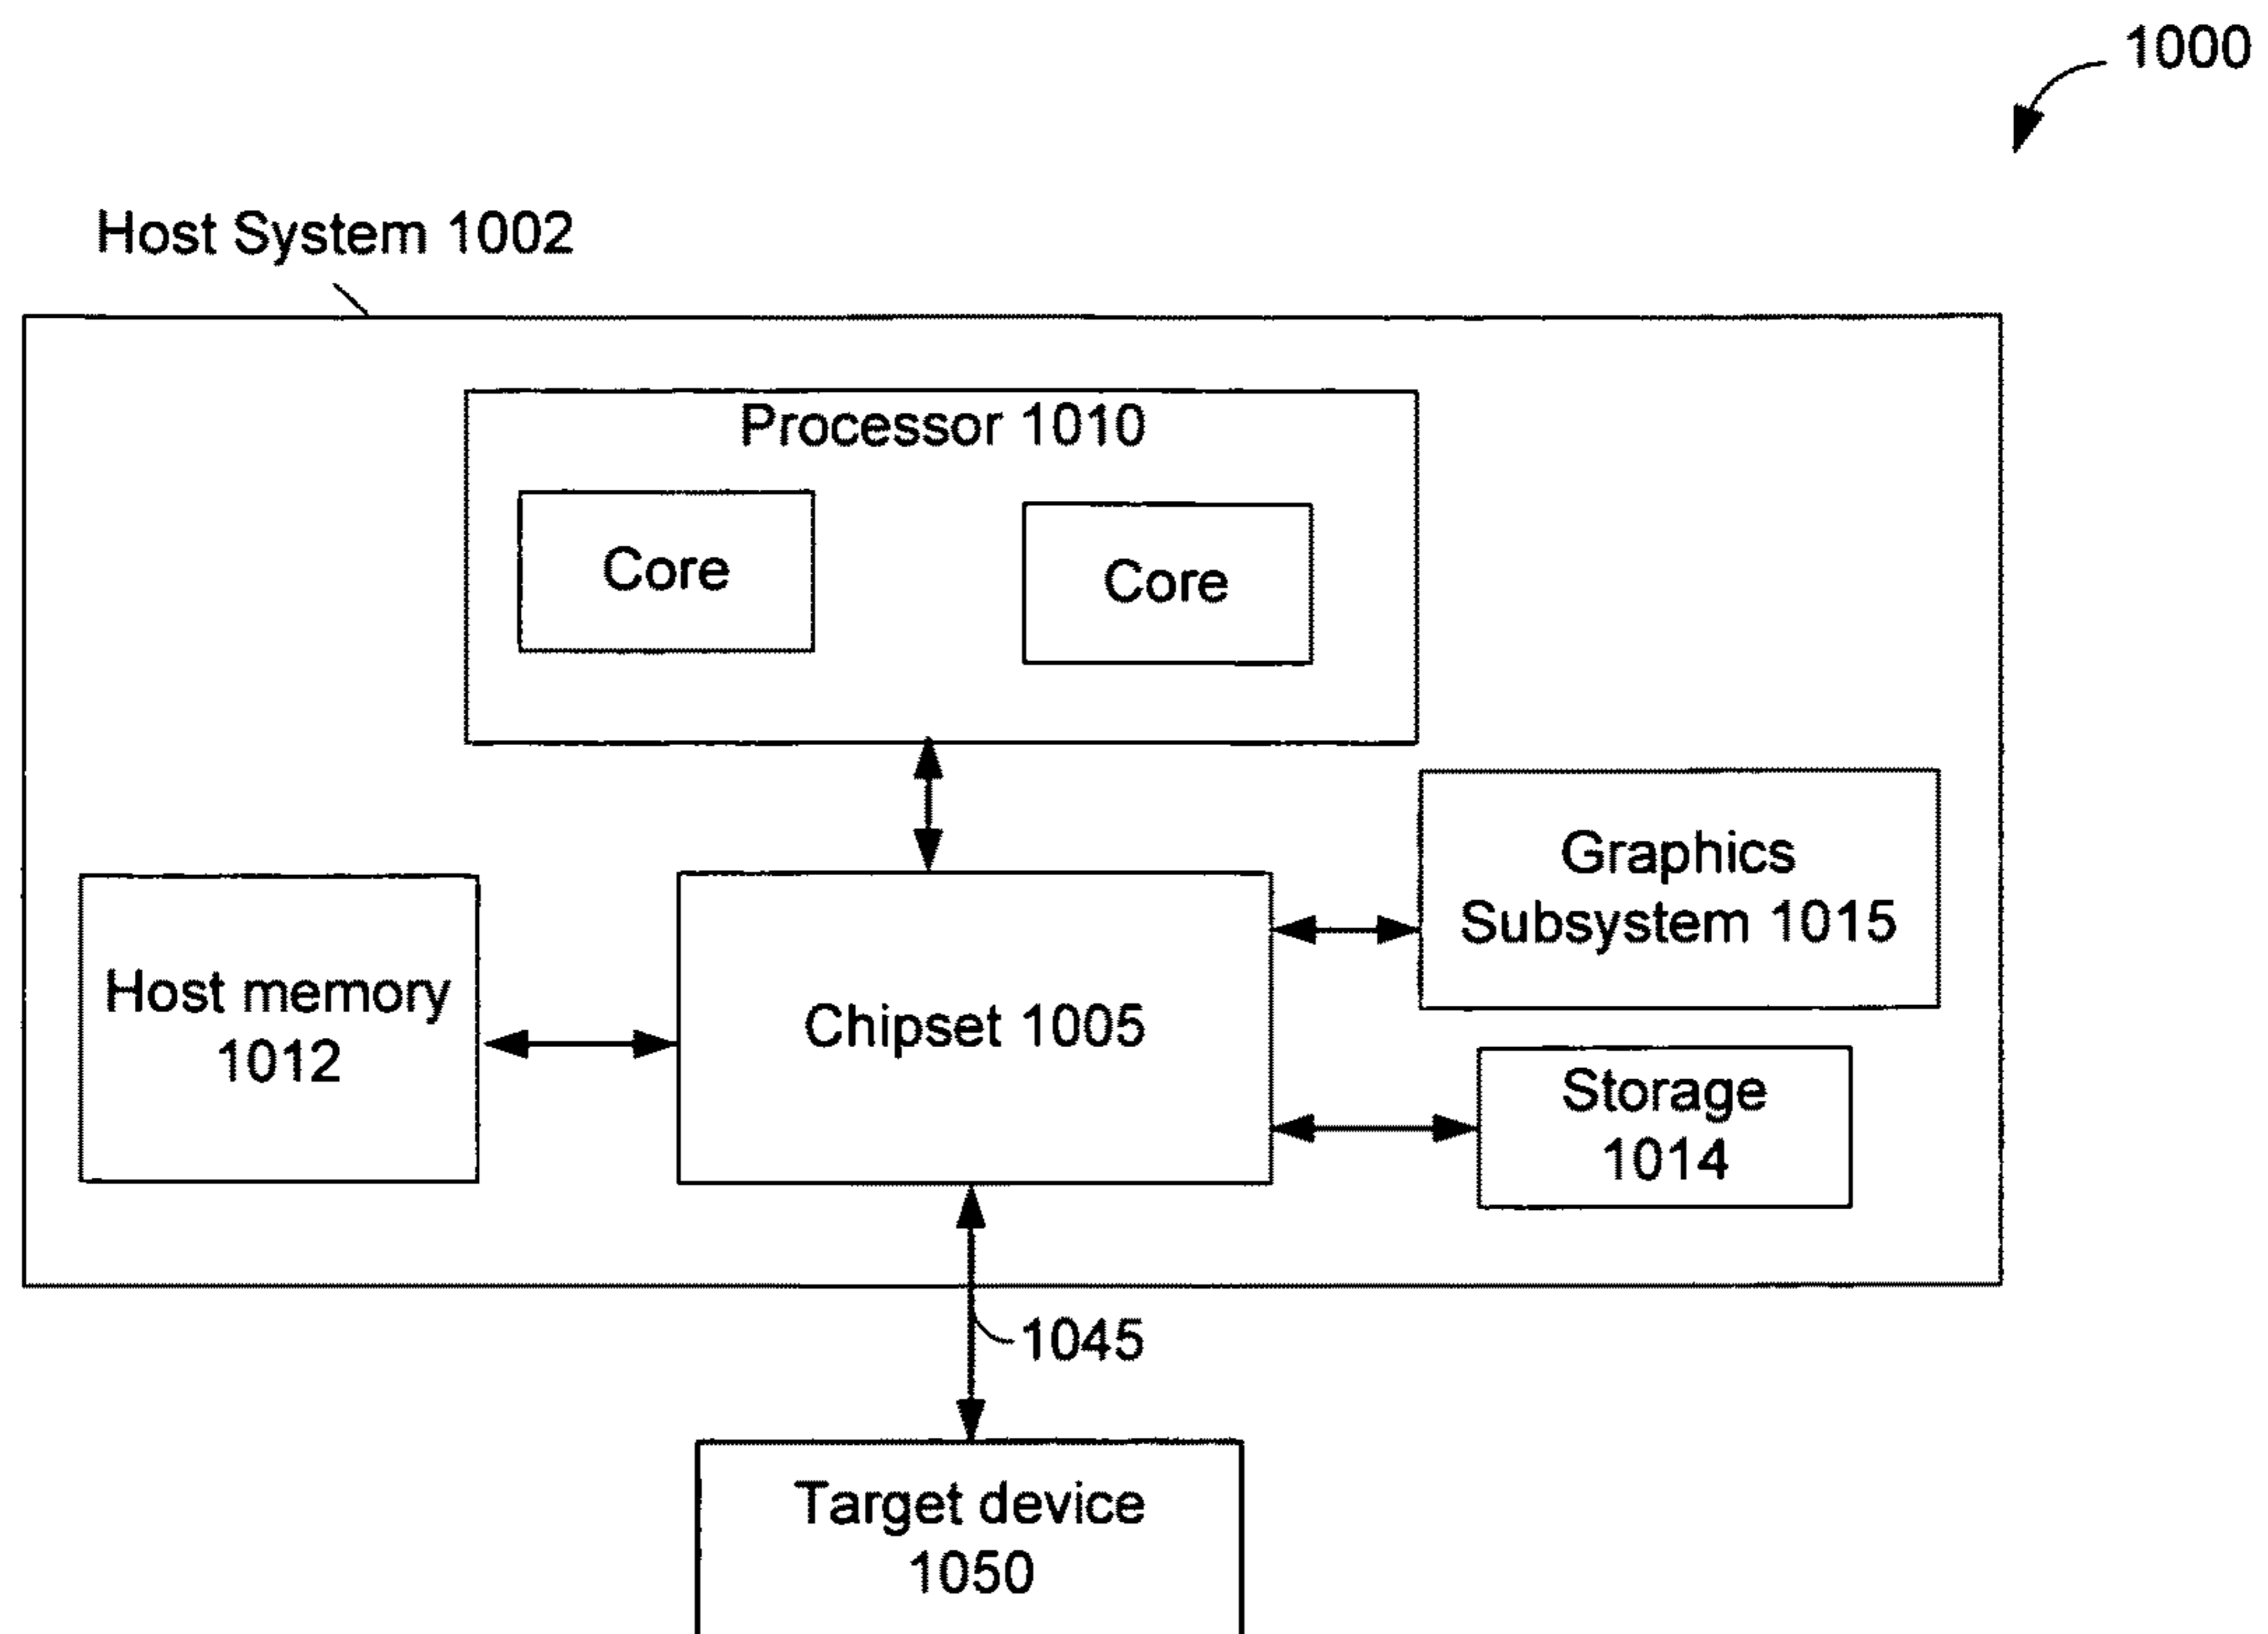 1000
Host System 1002
Processor 1010
Core
Core
Graphics
Subsystem 1015
Host memory
1012
Chipset 1005
Storage
1014
1045
Target device
1050